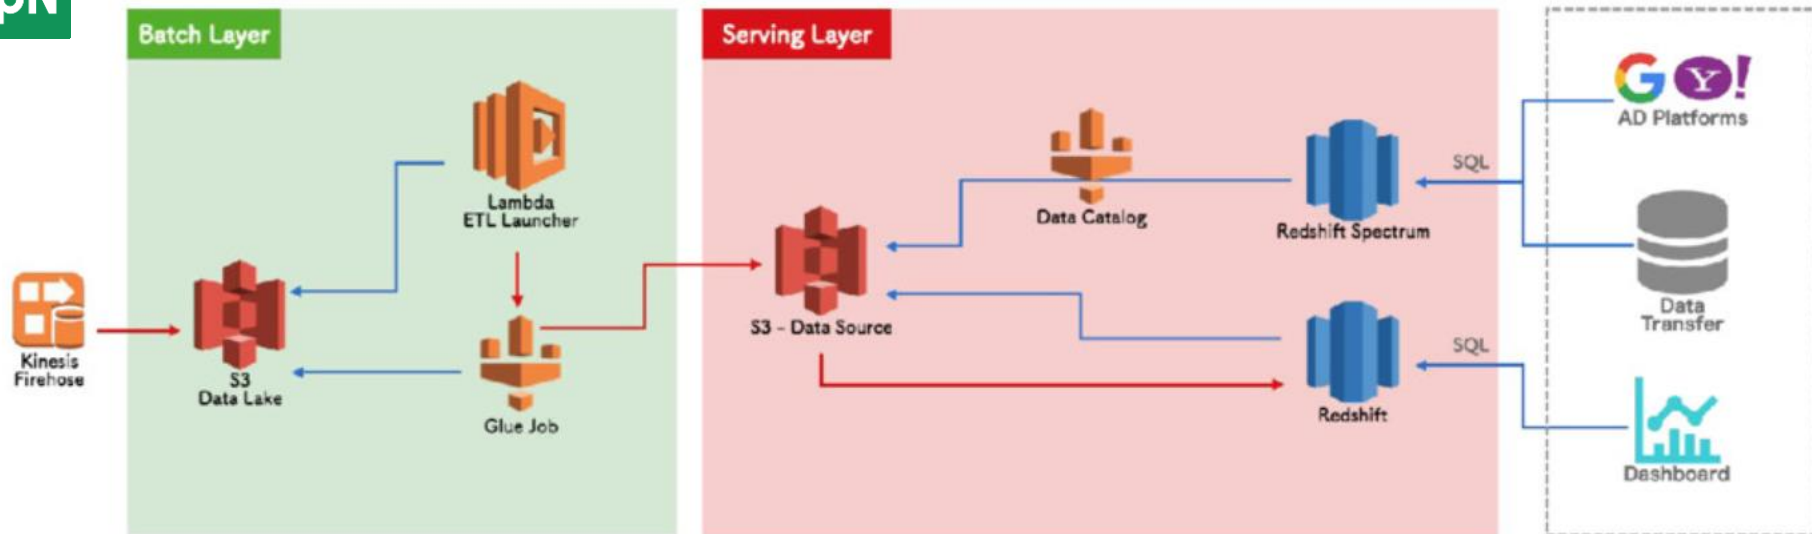 pN
Batch Layer
Serving Layer
Lambda
ETL Launcher
Kinesis
Firehose
S3
Data Lake
Glue Job
S3 - Data Source
Data Catalog
Redshift Spectrum
Redshift
SQL
SQL
G Y!
AD Platforms
Data
Transfer
Dashboard